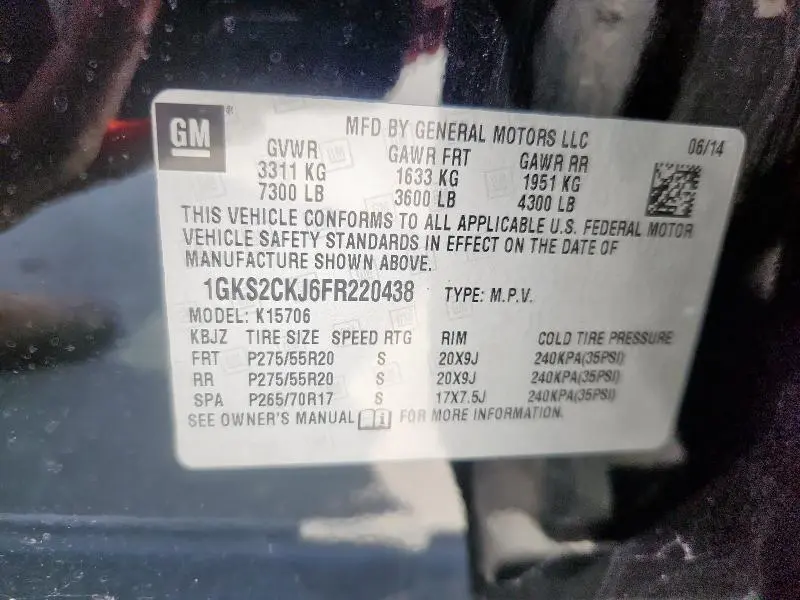 GM®
MFD BY GENERAL MOTORS LLC 06/14
GVWR GAWR FRT GAWR RR
3311 KG 1633 KG 1951 KG
7300 LB 3600 LB 4300 LB
THIS VEHICLE CONFORMS TO ALL APPLICABLE U.S. FEDERAL MOTOR
VEHICLE SAFETY STANDARDS IN EFFECT ON THE DATE OF
MANUFACTURE SHOWN ABOVE.
1GKS2CKJ6FR220438 TYPE: M.P.V.
MODEL: K15706
KBJZ TIRE SIZE SPEED RTG RIM COLD TIRE PRESSURE
FRT P275/55R20 S 20X9J 240KPA(35PSI)
RR P275/55R20 S 20X9J 240KPA(35PSI)
SPA P265/70R17 S 17X7.5J 240KPA(35PSI)
SEE OWNER'S MANUAL i FOR MORE INFORMATION.